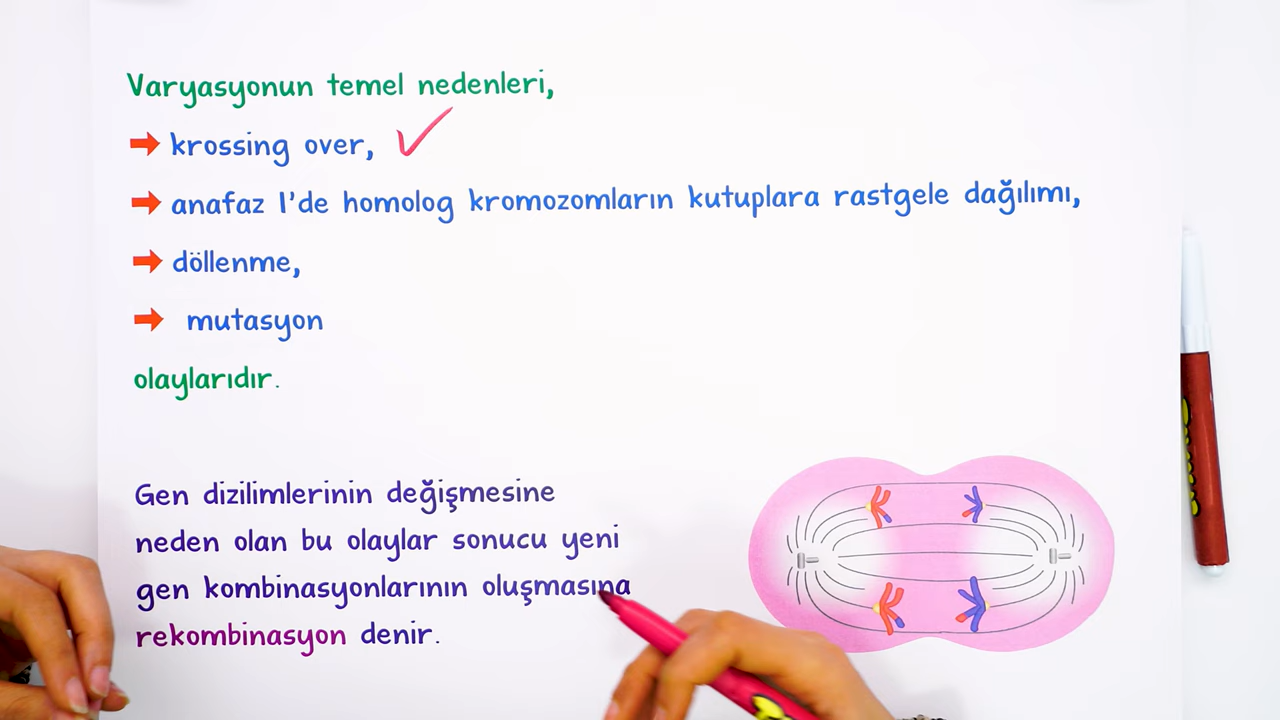 Varyasyonun temel nedenleri,
➡ krossing over, ✓
➡ anafaz I'de homolog kromozomların kutuplara rastgele dağılımı,
➡ döllenme,
➡ mutasyon
olaylarıdır.
Gen dizilimlerinin değişmesine
neden olan bu olaylar sonucu yeni
gen kombinasyonlarının oluşmasına
rekombinasyon denir.